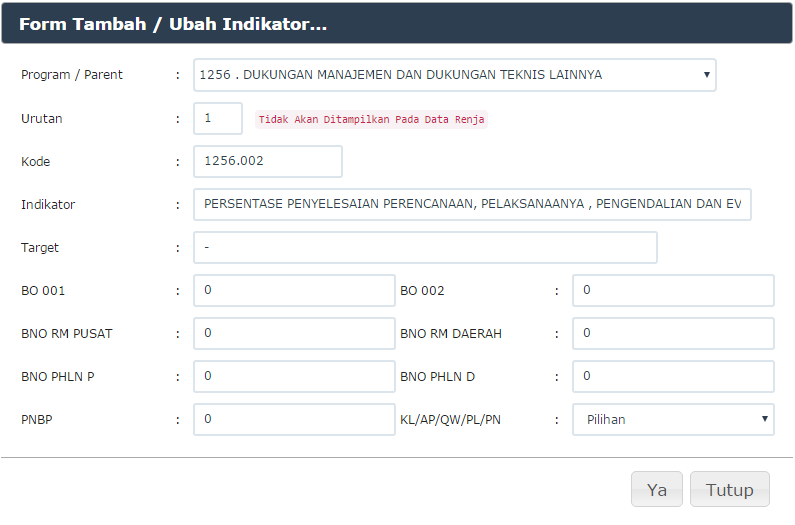 Form Tambah / Ubah Indikator...
Program / Parent : 1256 . DUKUNGAN MANAJEMEN DAN DUKUNGAN TEKNIS LAINNYA
Urutan : 1 Tidak Akan Ditampilkan Pada Data Renja
Kode : 1256.002
Indikator : PERSENTASE PENYELESAIAN PERENCANAAN, PELAKSANAANYA , PENGENDALIAN DAN EV
Target : -
BO 001 : 0 BO 002 : 0
BNO RM PUSAT : 0 BNO RM DAERAH : 0
BNO PHLN P : 0 BNO PHLN D : 0
PNBP : 0 KL/AP/QW/PL/PN : Pilihan
Ya Tutup